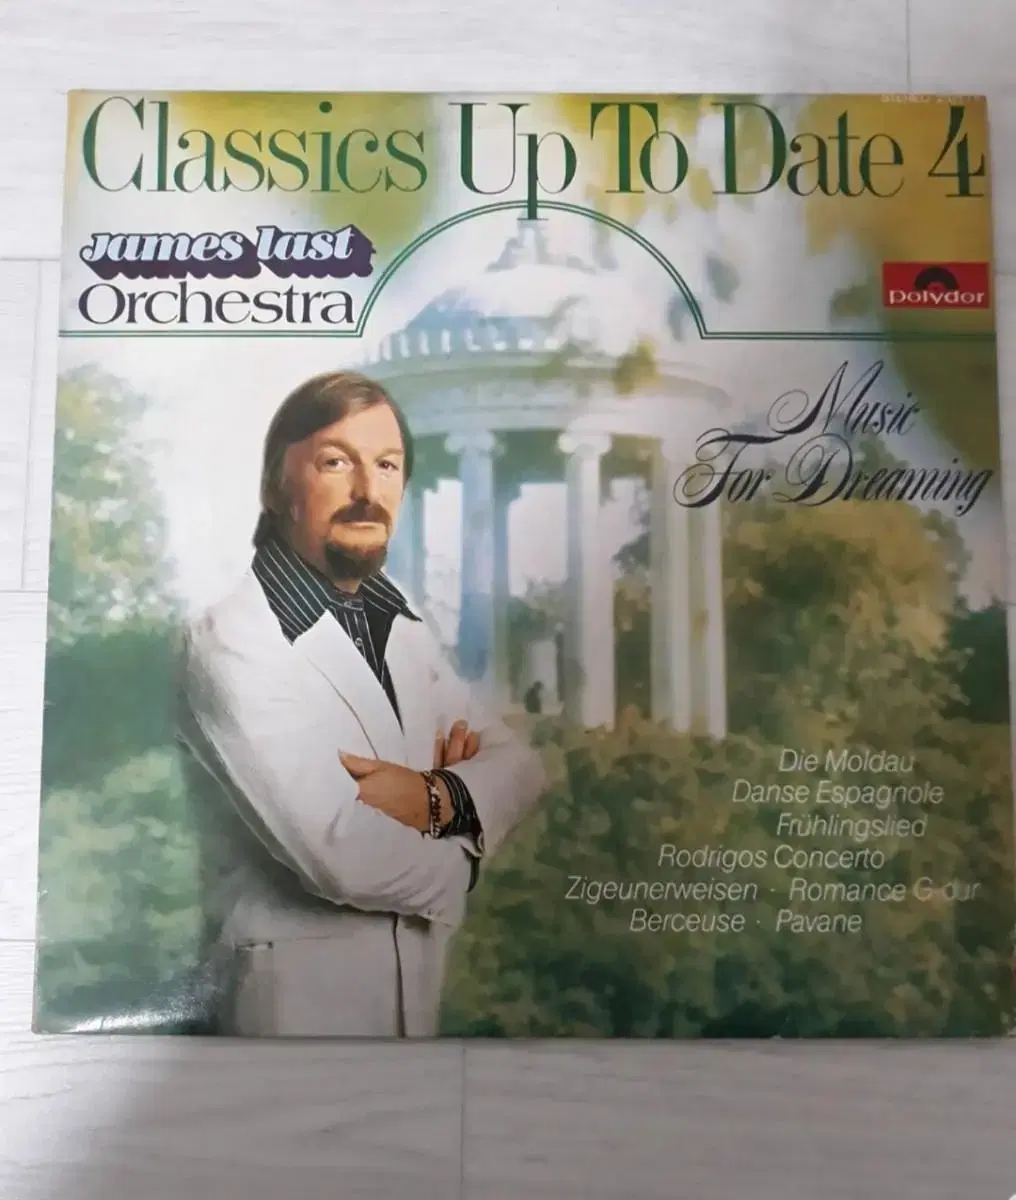 STEREO
Classics Up To Date 4
James Last
Orchestra
Polydor
Music
For Dreaming
Die Moldau
Danse Espagnole
Frühlingslied
Rodrigos Concerto
Zigeunerweisen · Romance G-dur
Berceuse · Pavane